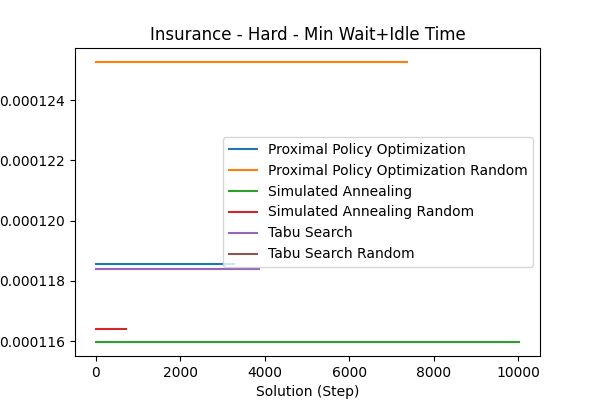 Insurance - Hard - Min Wait+Idle Time
0.000124
0.000122
0.000120
0.000118
0.000116
Proximal Policy Optimization
Proximal Policy Optimization Random
Simulated Annealing
Simulated Annealing Random
Tabu Search
Tabu Search Random
0 2000 4000 6000 8000 10000
Solution (Step)